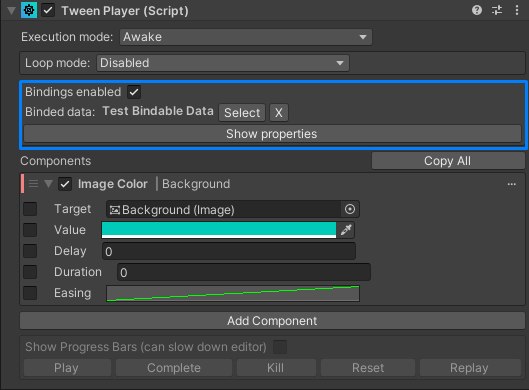 Tween Player (Script)
Execution mode: Awake
Loop mode: Disabled
Bindings enabled
Binded data: Test Bindable Data Select X
Show properties
Components Copy All
Image Color | Background
Target Background (Image)
Value
Delay 0
Duration 0
Easing
Add Component
Show Progress Bars (can slow down editor)
Play Complete Kill Reset Replay